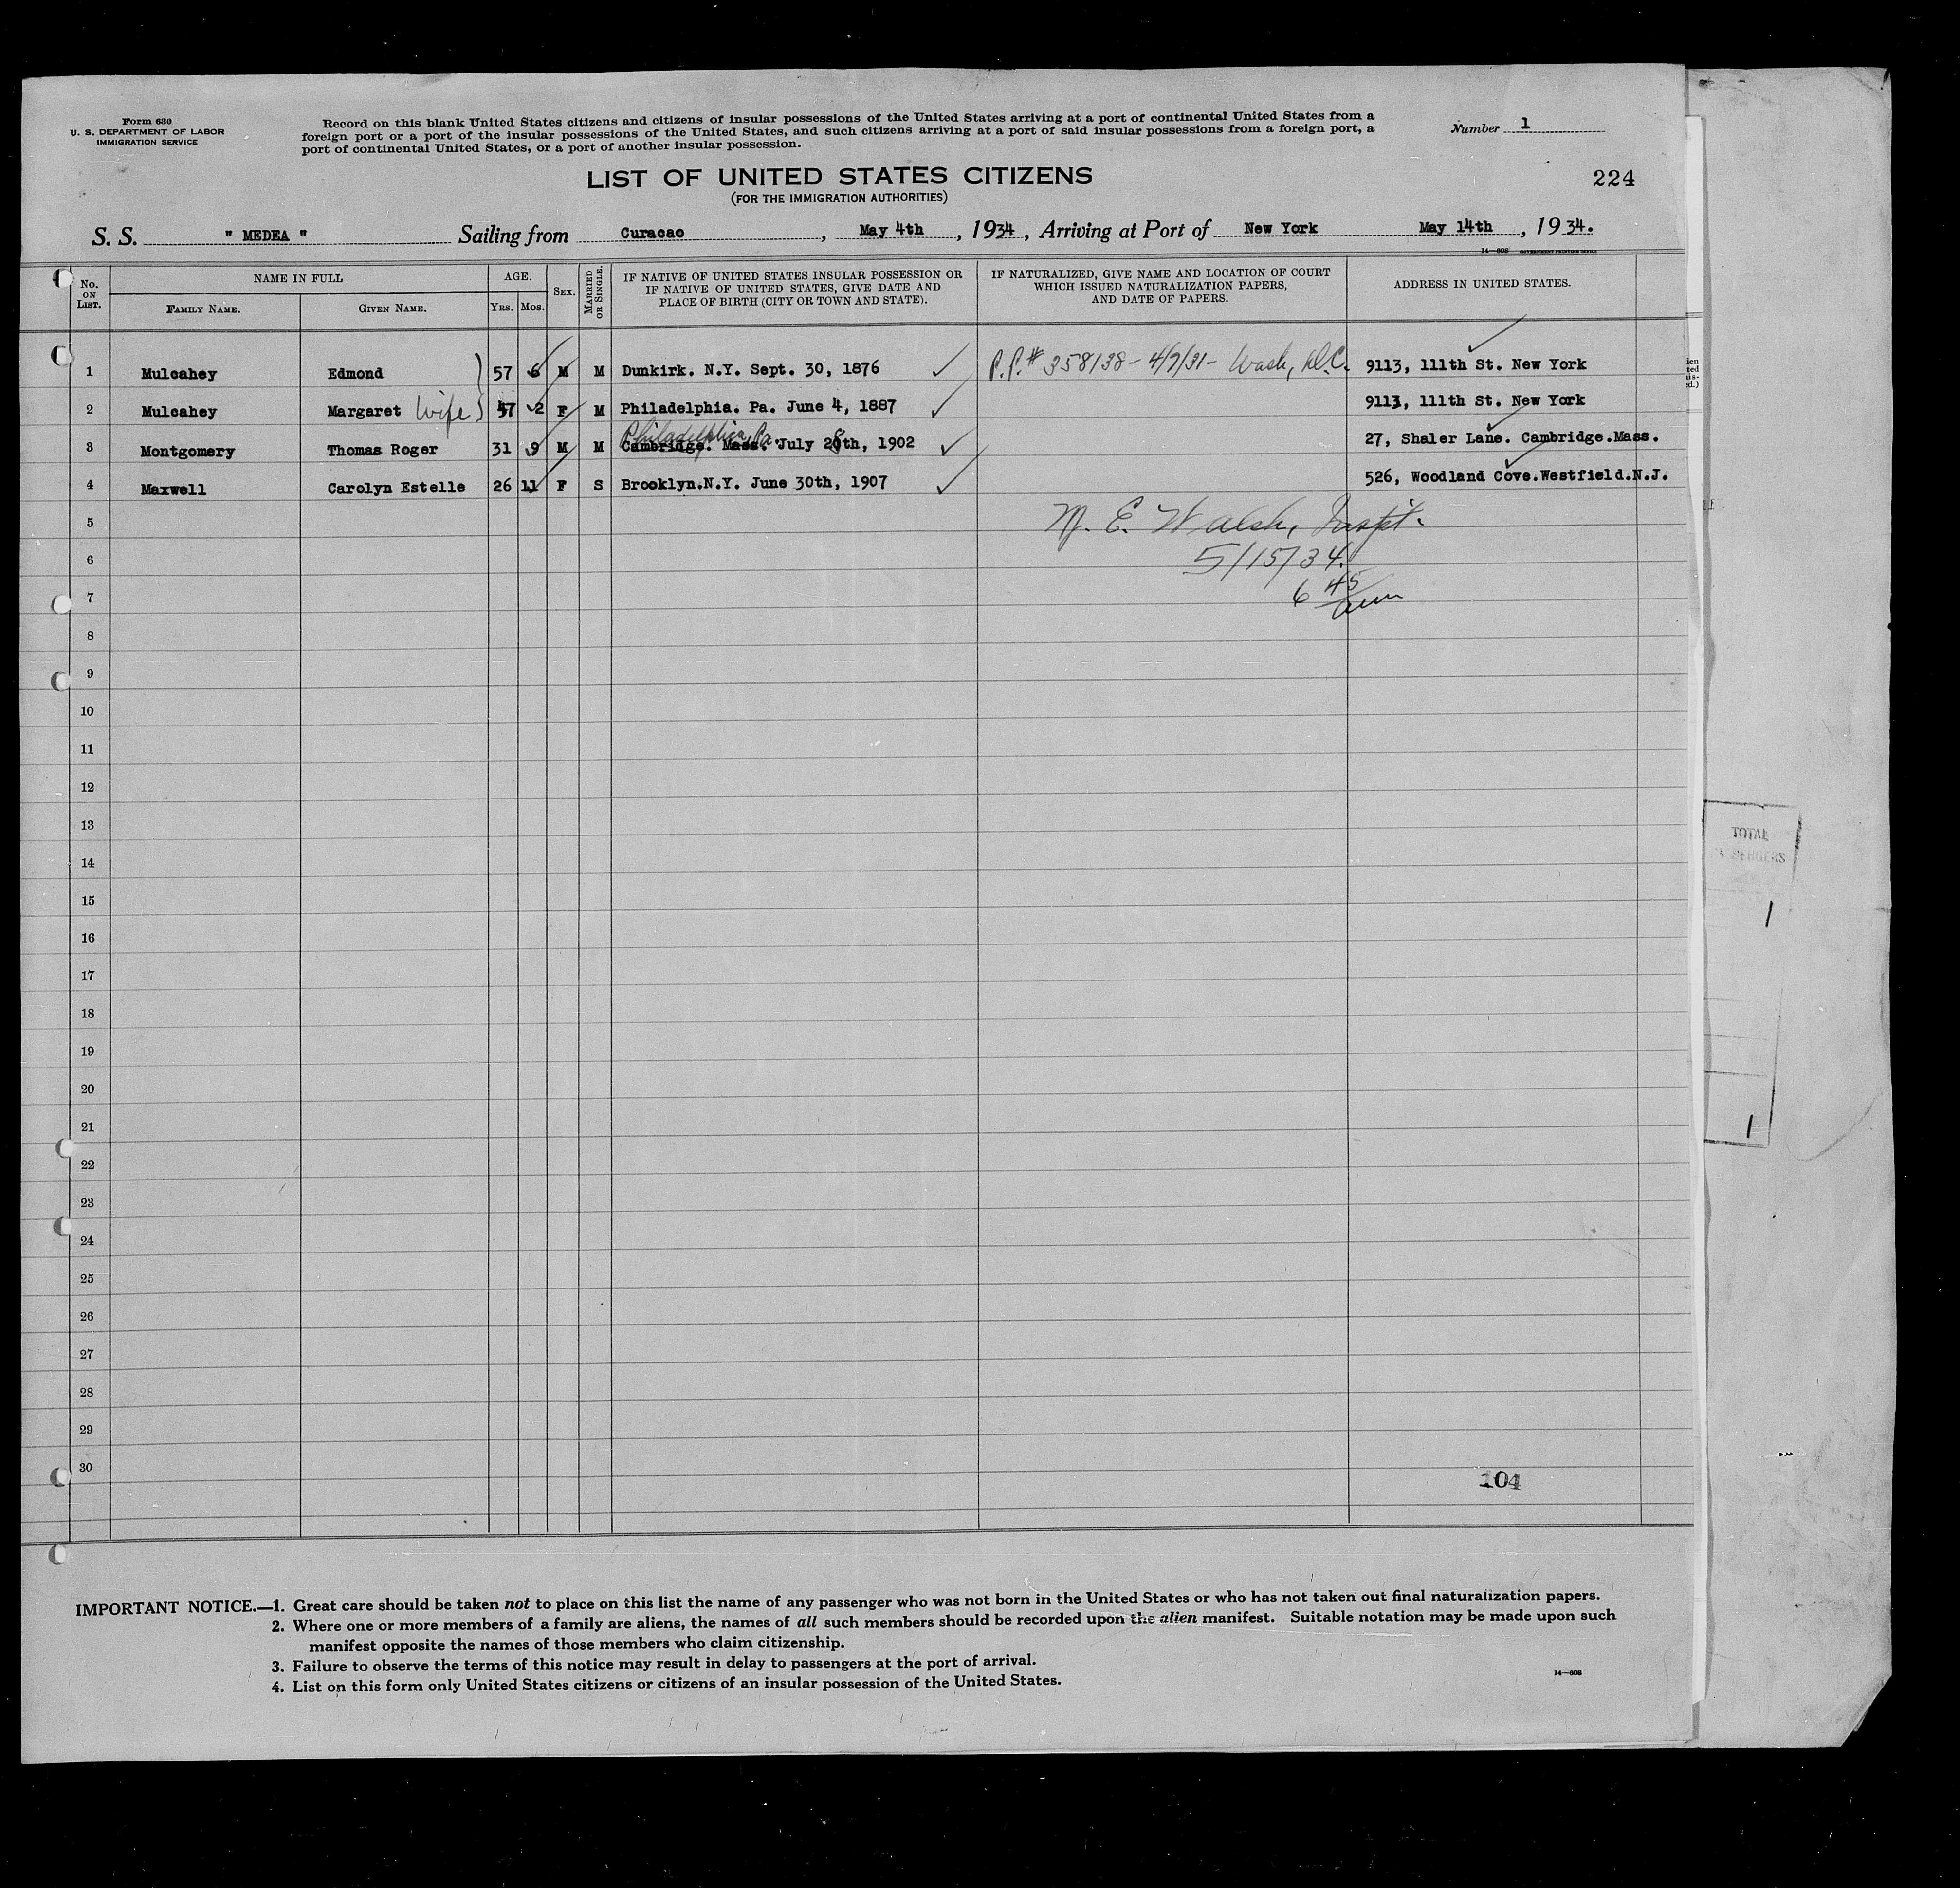 Form 630
U. S. DEPARTMENT OF LABOR
IMMIGRATION SERVICE
Record on this blank United States citizens and citizens of insular possessions of the United States arriving at a port of continental United States from a
foreign port or a port of the insular possessions of the United States, and such citizens arriving at a port of said insular possessions from a foreign port, a
port of continental United States, or a port of another insular possession.
Number 1
LIST OF UNITED STATES CITIZENS
(FOR THE IMMIGRATION AUTHORITIES)
224
S. S. " MEDEA " Sailing from Curacao, May 4th, 1934, Arriving at Port of New York May 14th, 1934.
14—608 GOVERNMENT PRINTING OFFICE
No. ON LIST. NAME IN FULL FAMILY NAME. GIVEN NAME. AGE. YRS. MOS. SEX. MARRIED OR SINGLE.
IF NATIVE OF UNITED STATES INSULAR POSSESSION OR
IF NATIVE OF UNITED STATES, GIVE DATE AND
PLACE OF BIRTH (CITY OR TOWN AND STATE).
IF NATURALIZED, GIVE NAME AND LOCATION OF COURT
WHICH ISSUED NATURALIZATION PAPERS,
AND DATE OF PAPERS.
ADDRESS IN UNITED STATES.
1 Mulcahey Edmond 57 6 M M Dunkirk. N.Y. Sept. 30, 1876 P.P.# 358138- 4/9/31- Wash, D.C. 9113, 111th St. New York
2 Mulcahey Margaret Wife 47 2 F M Philadelphia. Pa. June 4, 1887 9113, 111th St. New York
Philadelphia, Pa.
3 Montgomery Thomas Roger 31 9 M M Cambridge. Mass. July 28th, 1902 27, Shaler Lane. Cambridge.Mass.
4 Maxwell Carolyn Estelle 26 11 F S Brooklyn.N.Y. June 30th, 1907 526, Woodland Cove.Westfield.N.J.
5 M. E. Walsh, Inspt.
6 5/15/34.
7 6 45
8
9
10
11
12
13
14
15
16
17
18
19
20
21
22
23
24
25
26
27
28
29
30
104
TOTAL
1
1
IMPORTANT NOTICE.—1. Great care should be taken not to place on this list the name of any passenger who was not born in the United States or who has not taken out final naturalization papers.
2. Where one or more members of a family are aliens, the names of all such members should be recorded upon the alien manifest. Suitable notation may be made upon such
manifest opposite the names of those members who claim citizenship.
3. Failure to observe the terms of this notice may result in delay to passengers at the port of arrival.
4. List on this form only United States citizens or citizens of an insular possession of the United States.
14—608